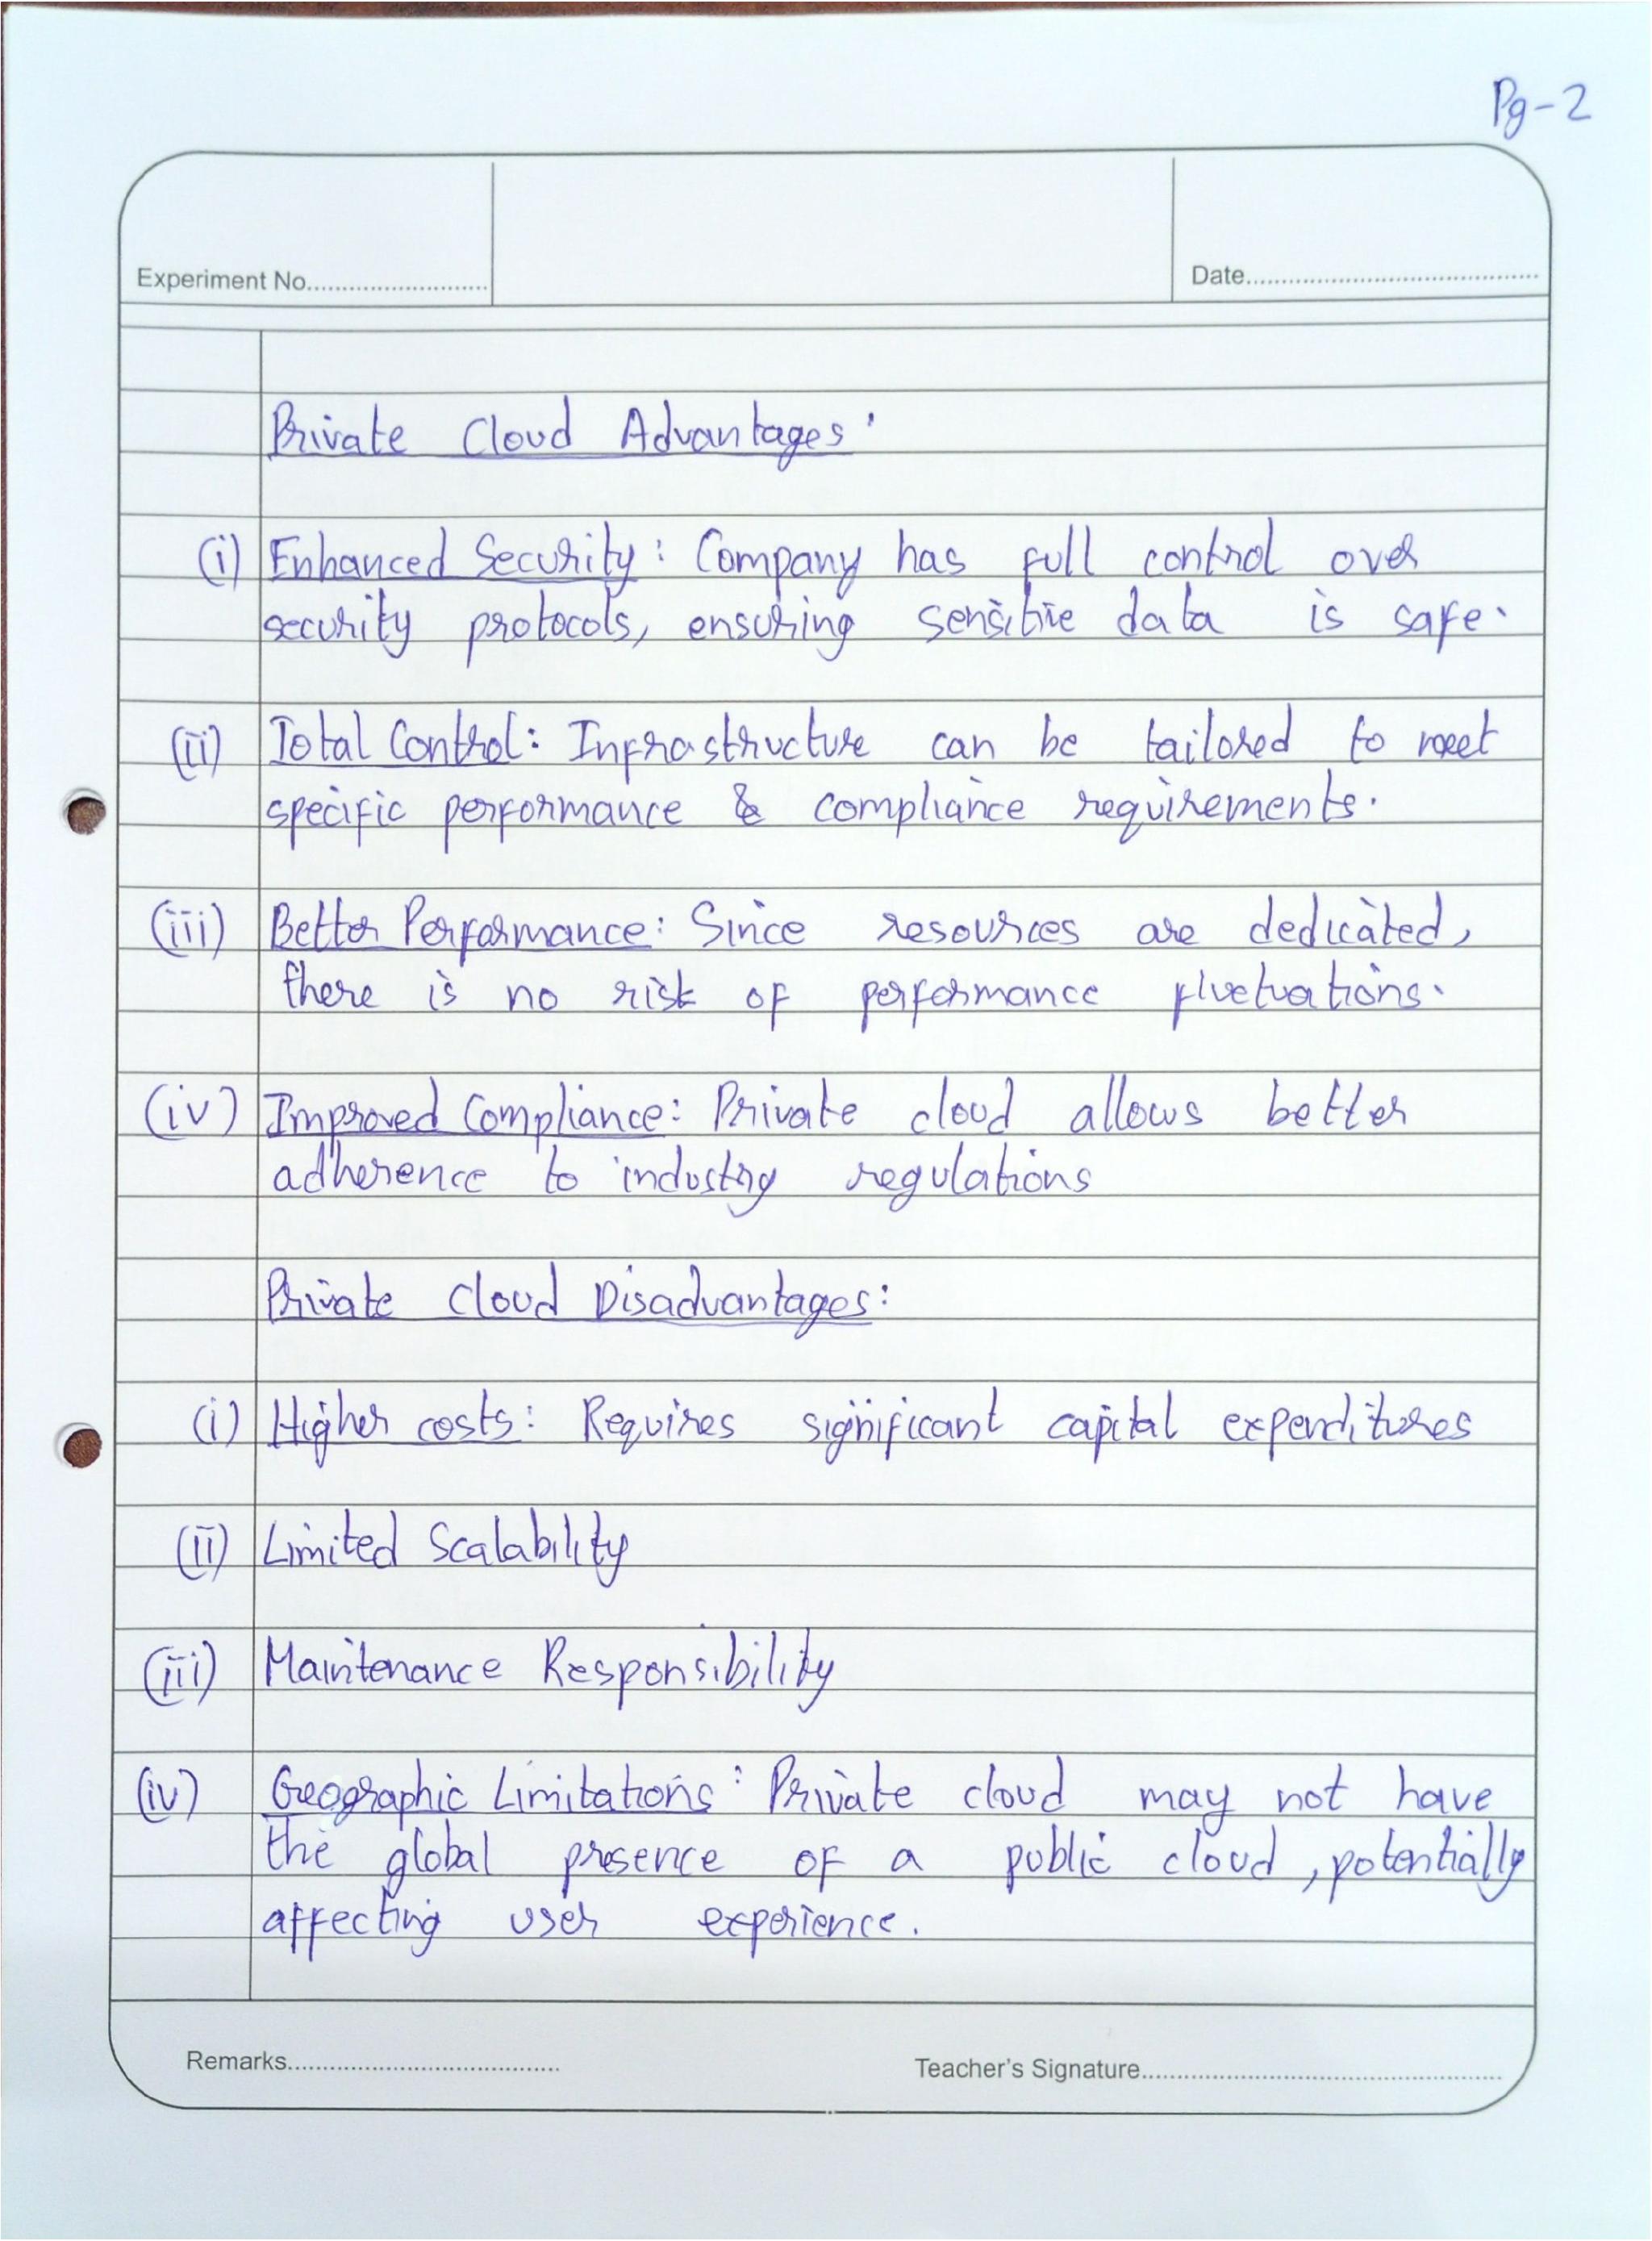 Pg-2
Experiment No.
Date
Private Cloud Advantages:
(i) Enhanced Security: Company has full control over
security protocols, ensuring sensitive data is safe.
(ii) Total Control: Infrastructure can be tailored to meet
specific performance & compliance requirements.
(iii) Better Performance: Since resources are dedicated,
there is no risk of performance fluctuations.
(iv) Improved Compliance: Private cloud allows better
adherence to industry regulations
Private Cloud Disadvantages:
(i) Higher costs: Requires significant capital expenditures
(ii) Limited Scalability
(iii) Maintenance Responsibility
(iv) Geographic Limitations: Private cloud may not have
the global presence of a public cloud, potentially
affecting user experience.
Remarks
Teacher's Signature